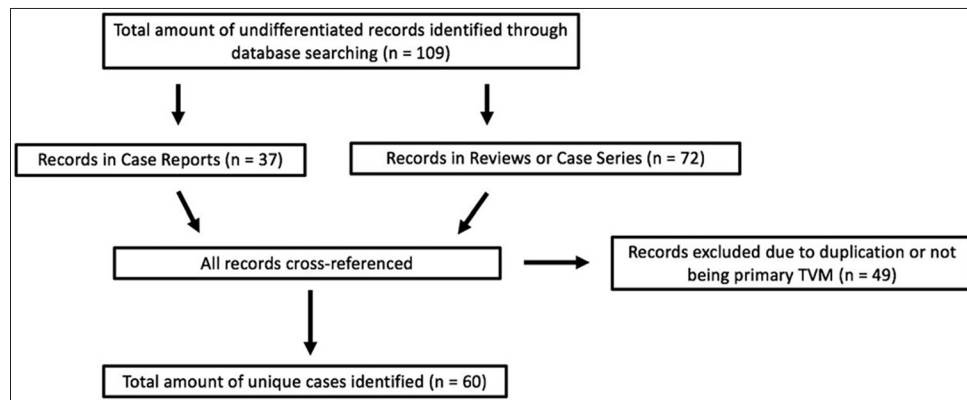 Total amount of undifferentiated records identified through
database searching (n = 109)
Records in Case Reports (n = 37)
Records in Reviews or Case Series (n = 72)
All records cross-referenced
Records excluded due to duplication or not
being primary TVM (n = 49)
Total amount of unique cases identified (n = 60)